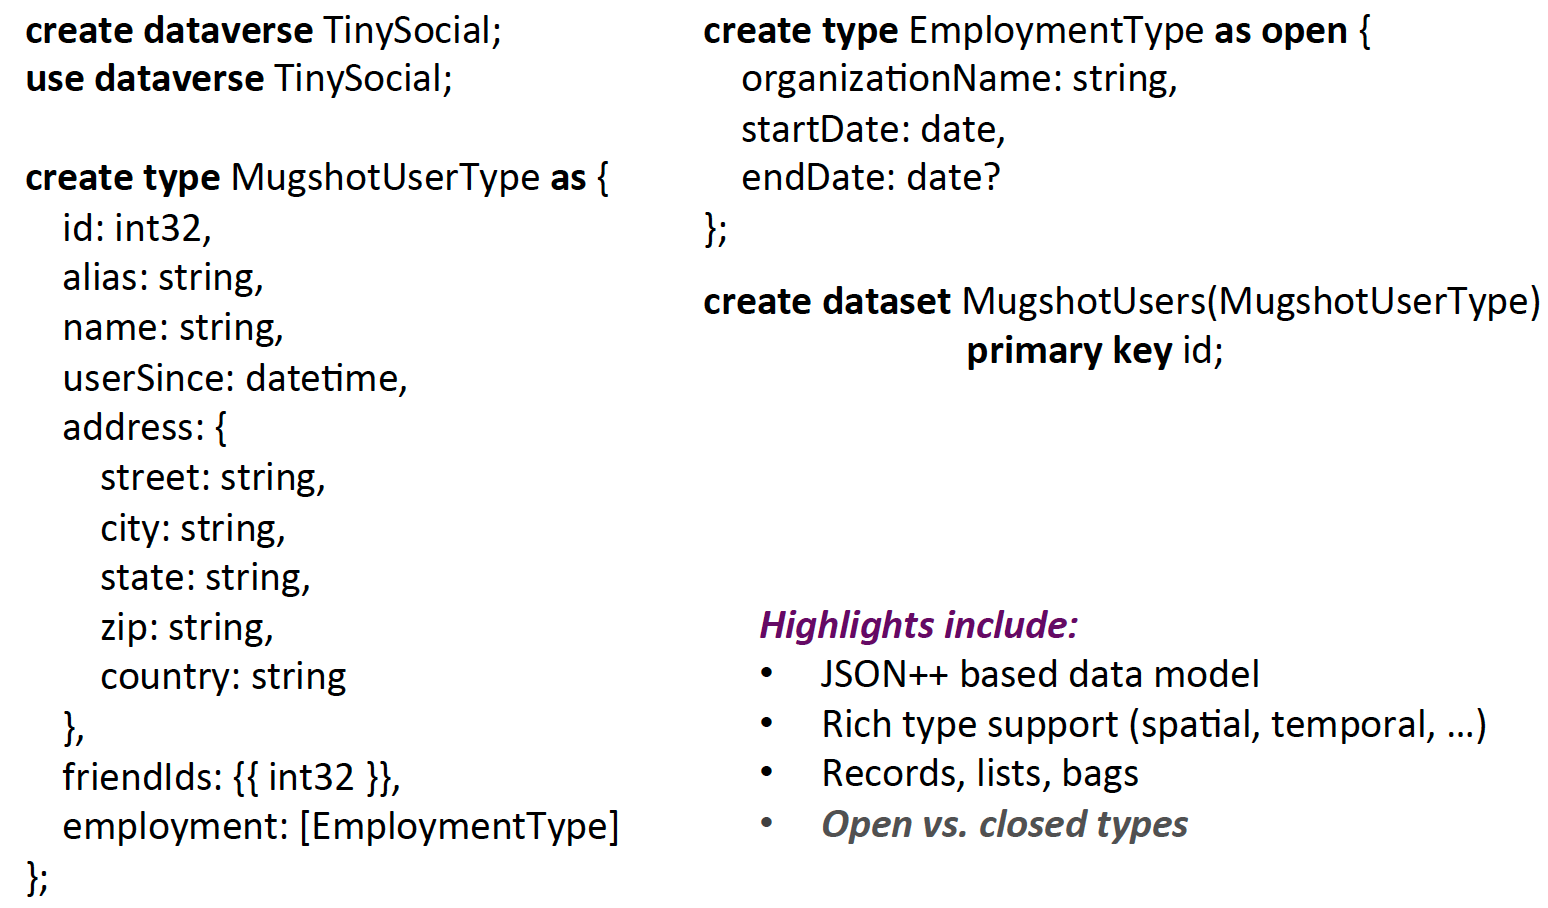 create dataverse TinySocial;
use dataverse TinySocial;
create type MugshotUserType as {
id: int32,
alias: string,
name: string,
userSince: datetime,
address: {
street: string,
city: string,
state: string,
zip: string,
country: string
},
friendIds: {{ int32 }},
employment: [EmploymentType]
};
create type EmploymentType as open {
organizationName: string,
startDate: date,
endDate: date?
};
create dataset MugshotUsers(MugshotUserType)
primary key id;
Highlights include:
• JSON++ based data model
• Rich type support (spatial, temporal, …)
• Records, lists, bags
• Open vs. closed types